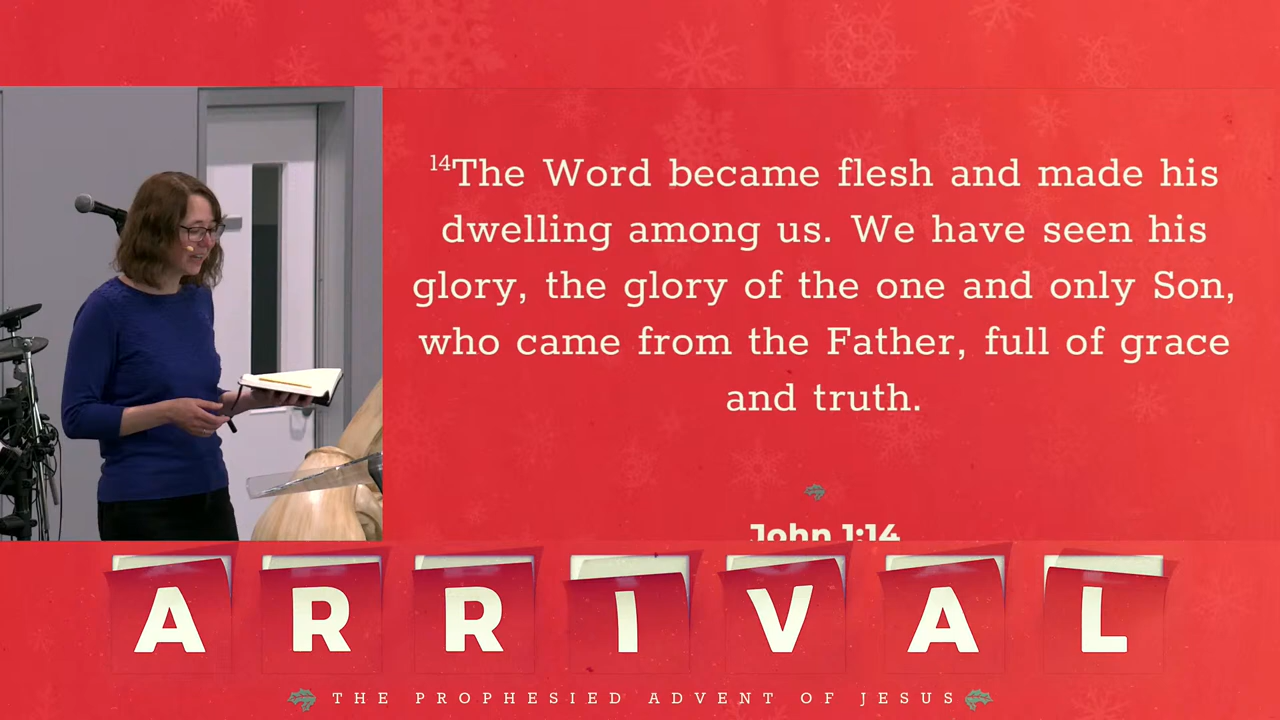 ¹⁴The Word became flesh and made his
dwelling among us. We have seen his
glory, the glory of the one and only Son,
who came from the Father, full of grace
and truth.
John 1:14
ARRIVAL
THE PROPHESIED ADVENT OF JESUS